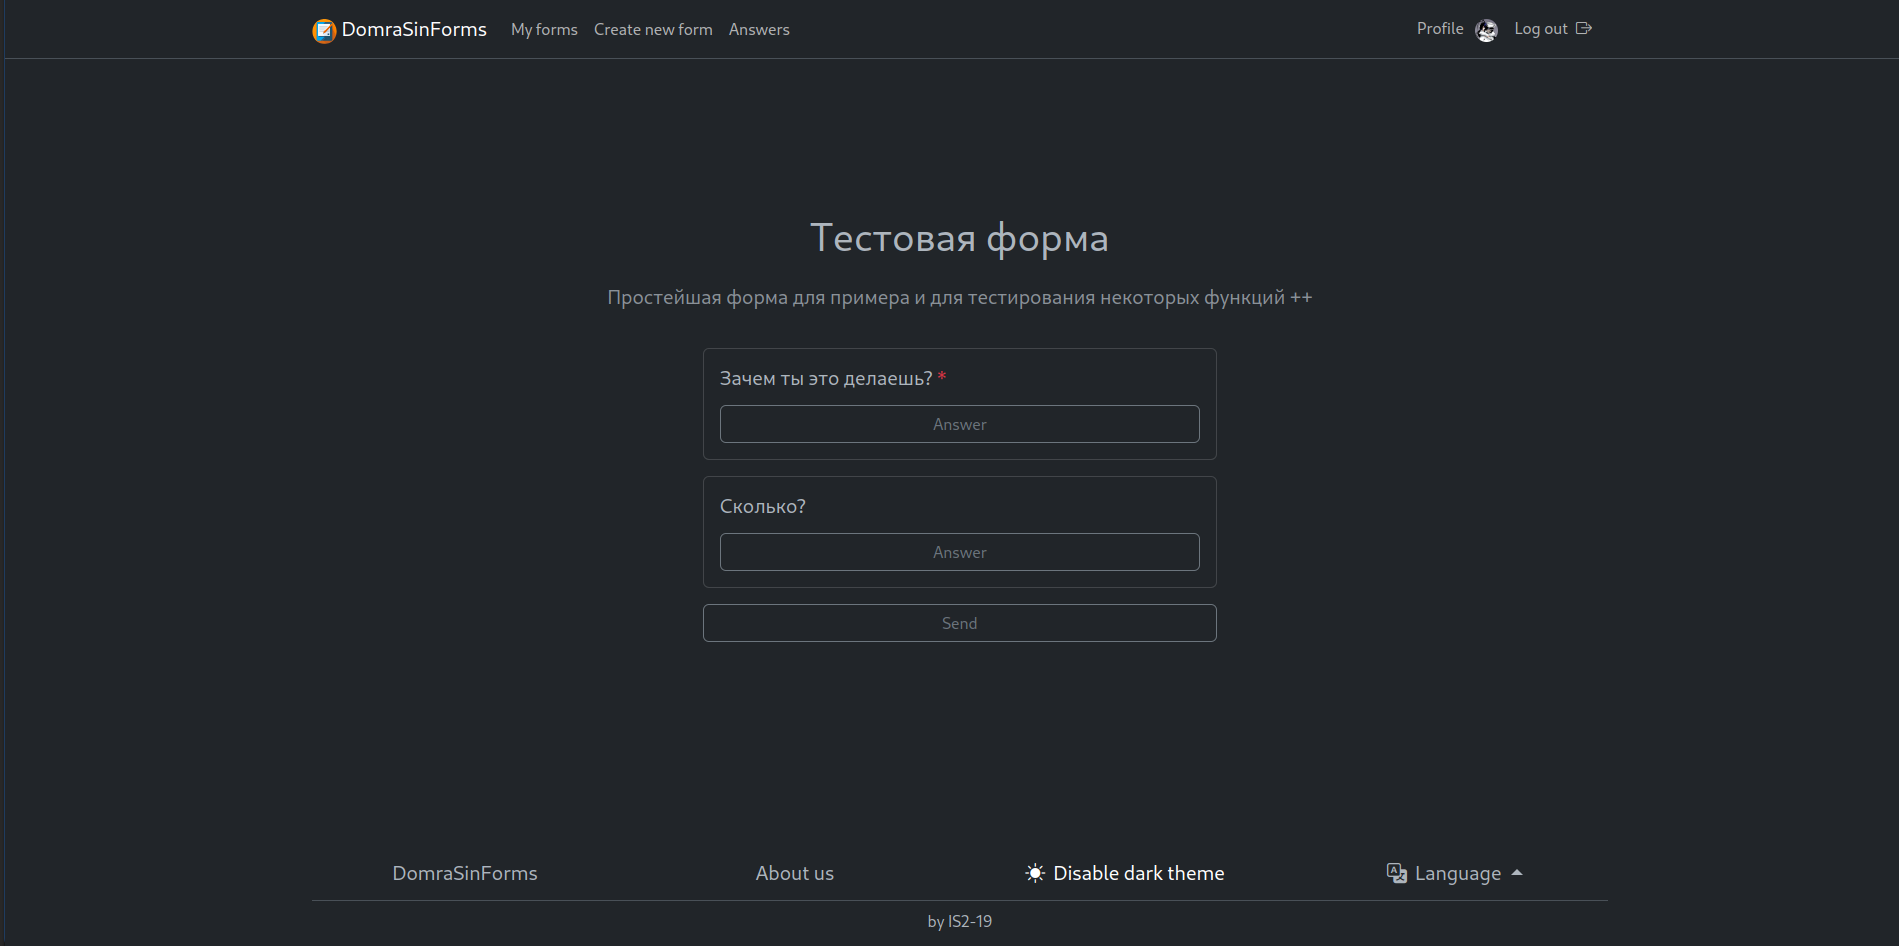 DomraSinForms My forms Create new form Answers Profile Log out
Тестовая форма
Простейшая форма для примера и для тестирования некоторых функций ++
Зачем ты это делаешь? *
Answer
Сколько?
Answer
Send
DomraSinForms About us Disable dark theme Language
by IS2-19